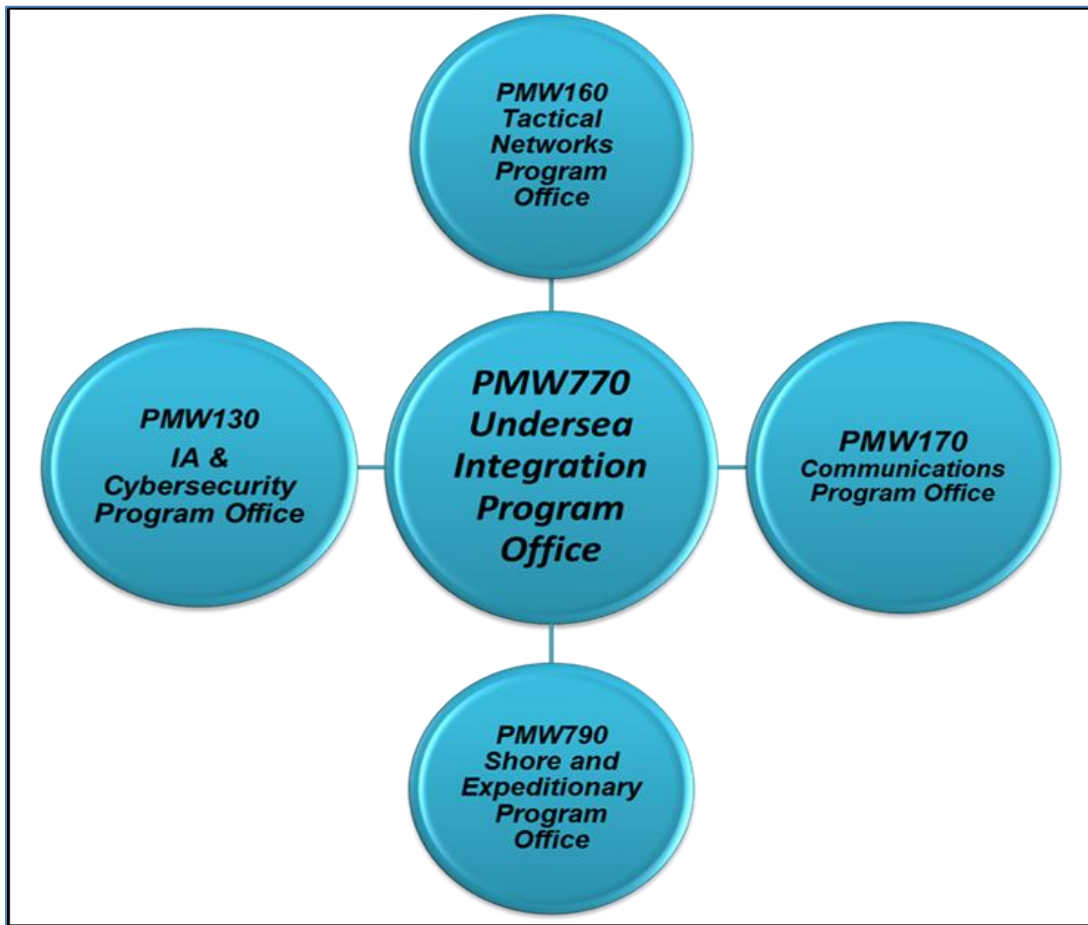 PMW160
Tactical
Networks
Program
Office
PMW130
IA &
Cybersecurity
Program Office
PMW770
Undersea
Integration
Program
Office
PMW170
Communications
Program Office
PMW790
Shore and
Expeditionary
Program
Office